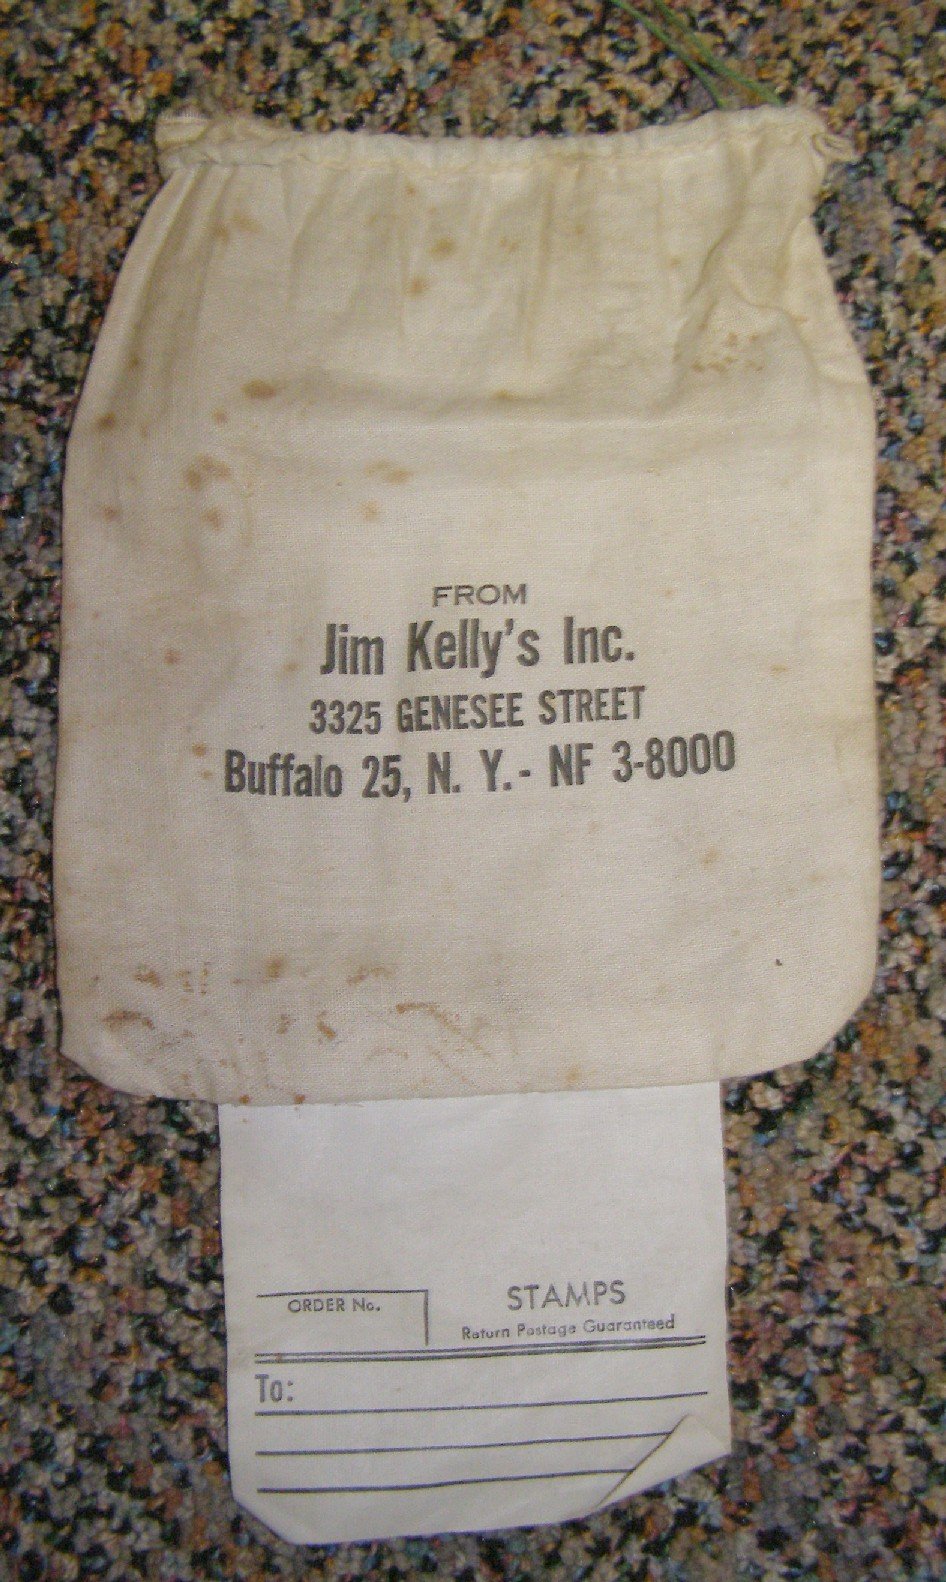 FROM
Jim Kelly's Inc.
3325 GENESEE STREET
Buffalo 25, N. Y. - NF 3-8000
ORDER No.
STAMPS
Return Postage Guaranteed
To: